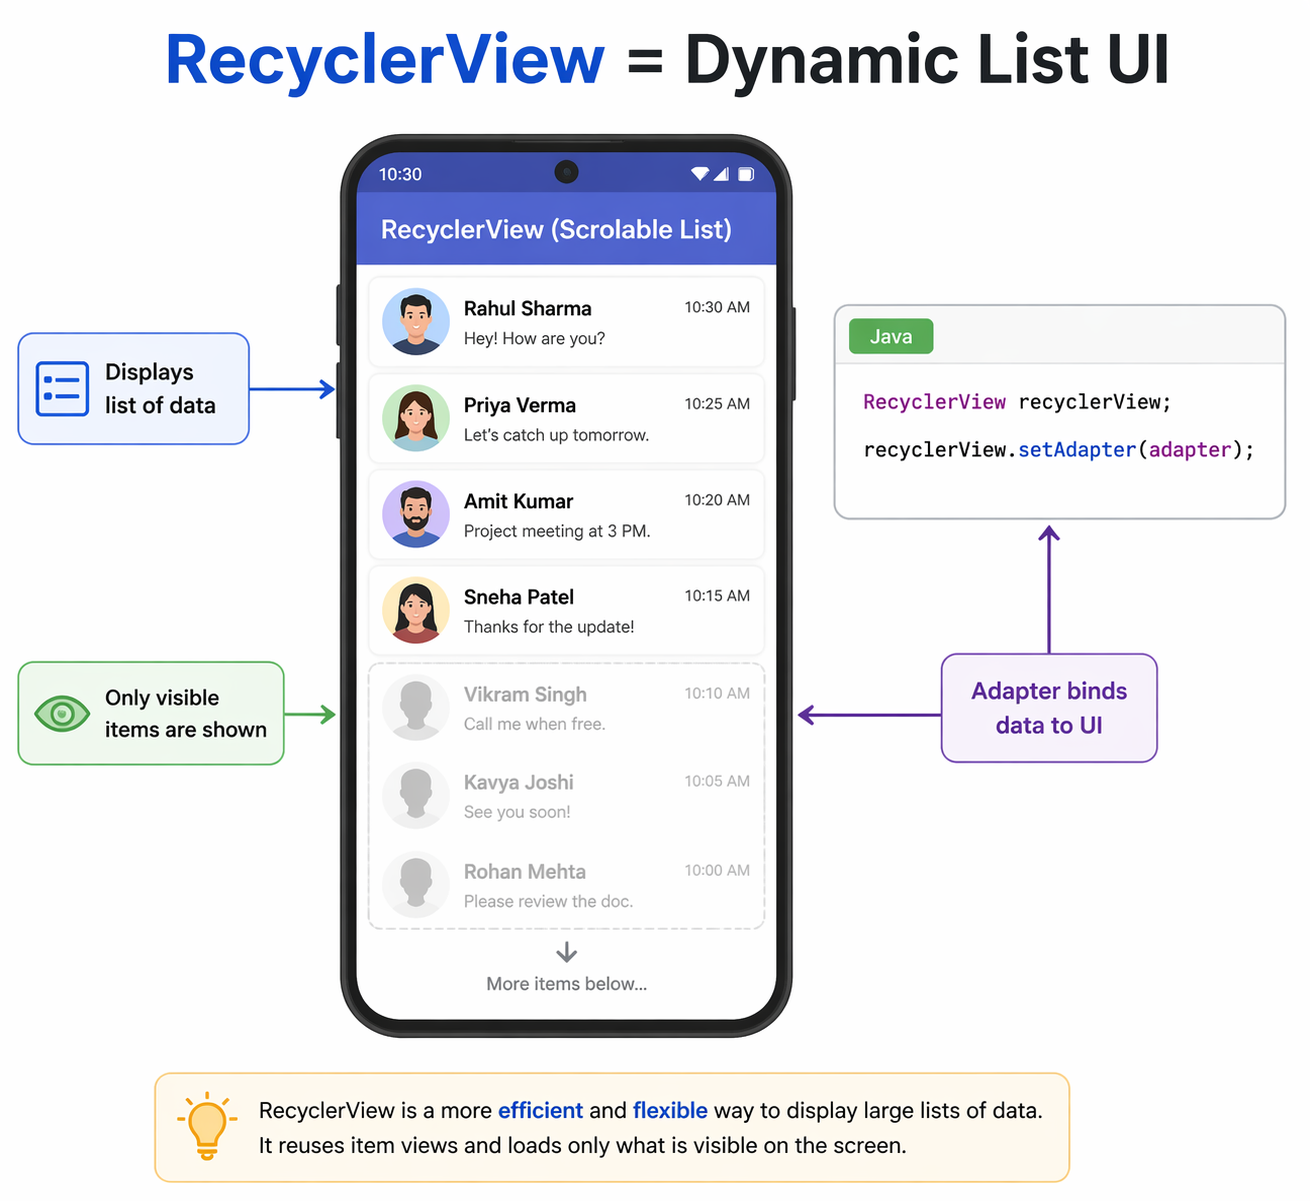 RecyclerView = Dynamic List UI
10:30
RecyclerView (Scrolable List)
Rahul Sharma 10:30 AM
Hey! How are you?
Priya Verma 10:25 AM
Let's catch up tomorrow.
Amit Kumar 10:20 AM
Project meeting at 3 PM.
Sneha Patel 10:15 AM
Thanks for the update!
Vikram Singh 10:10 AM
Call me when free.
Kavya Joshi 10:05 AM
See you soon!
Rohan Mehta 10:00 AM
Please review the doc.
More items below...
Displays
list of data
Only visible
items are shown
Java
RecyclerView recyclerView;
recyclerView.setAdapter(adapter);
Adapter binds
data to UI
RecyclerView is a more efficient and flexible way to display large lists of data.
It reuses item views and loads only what is visible on the screen.